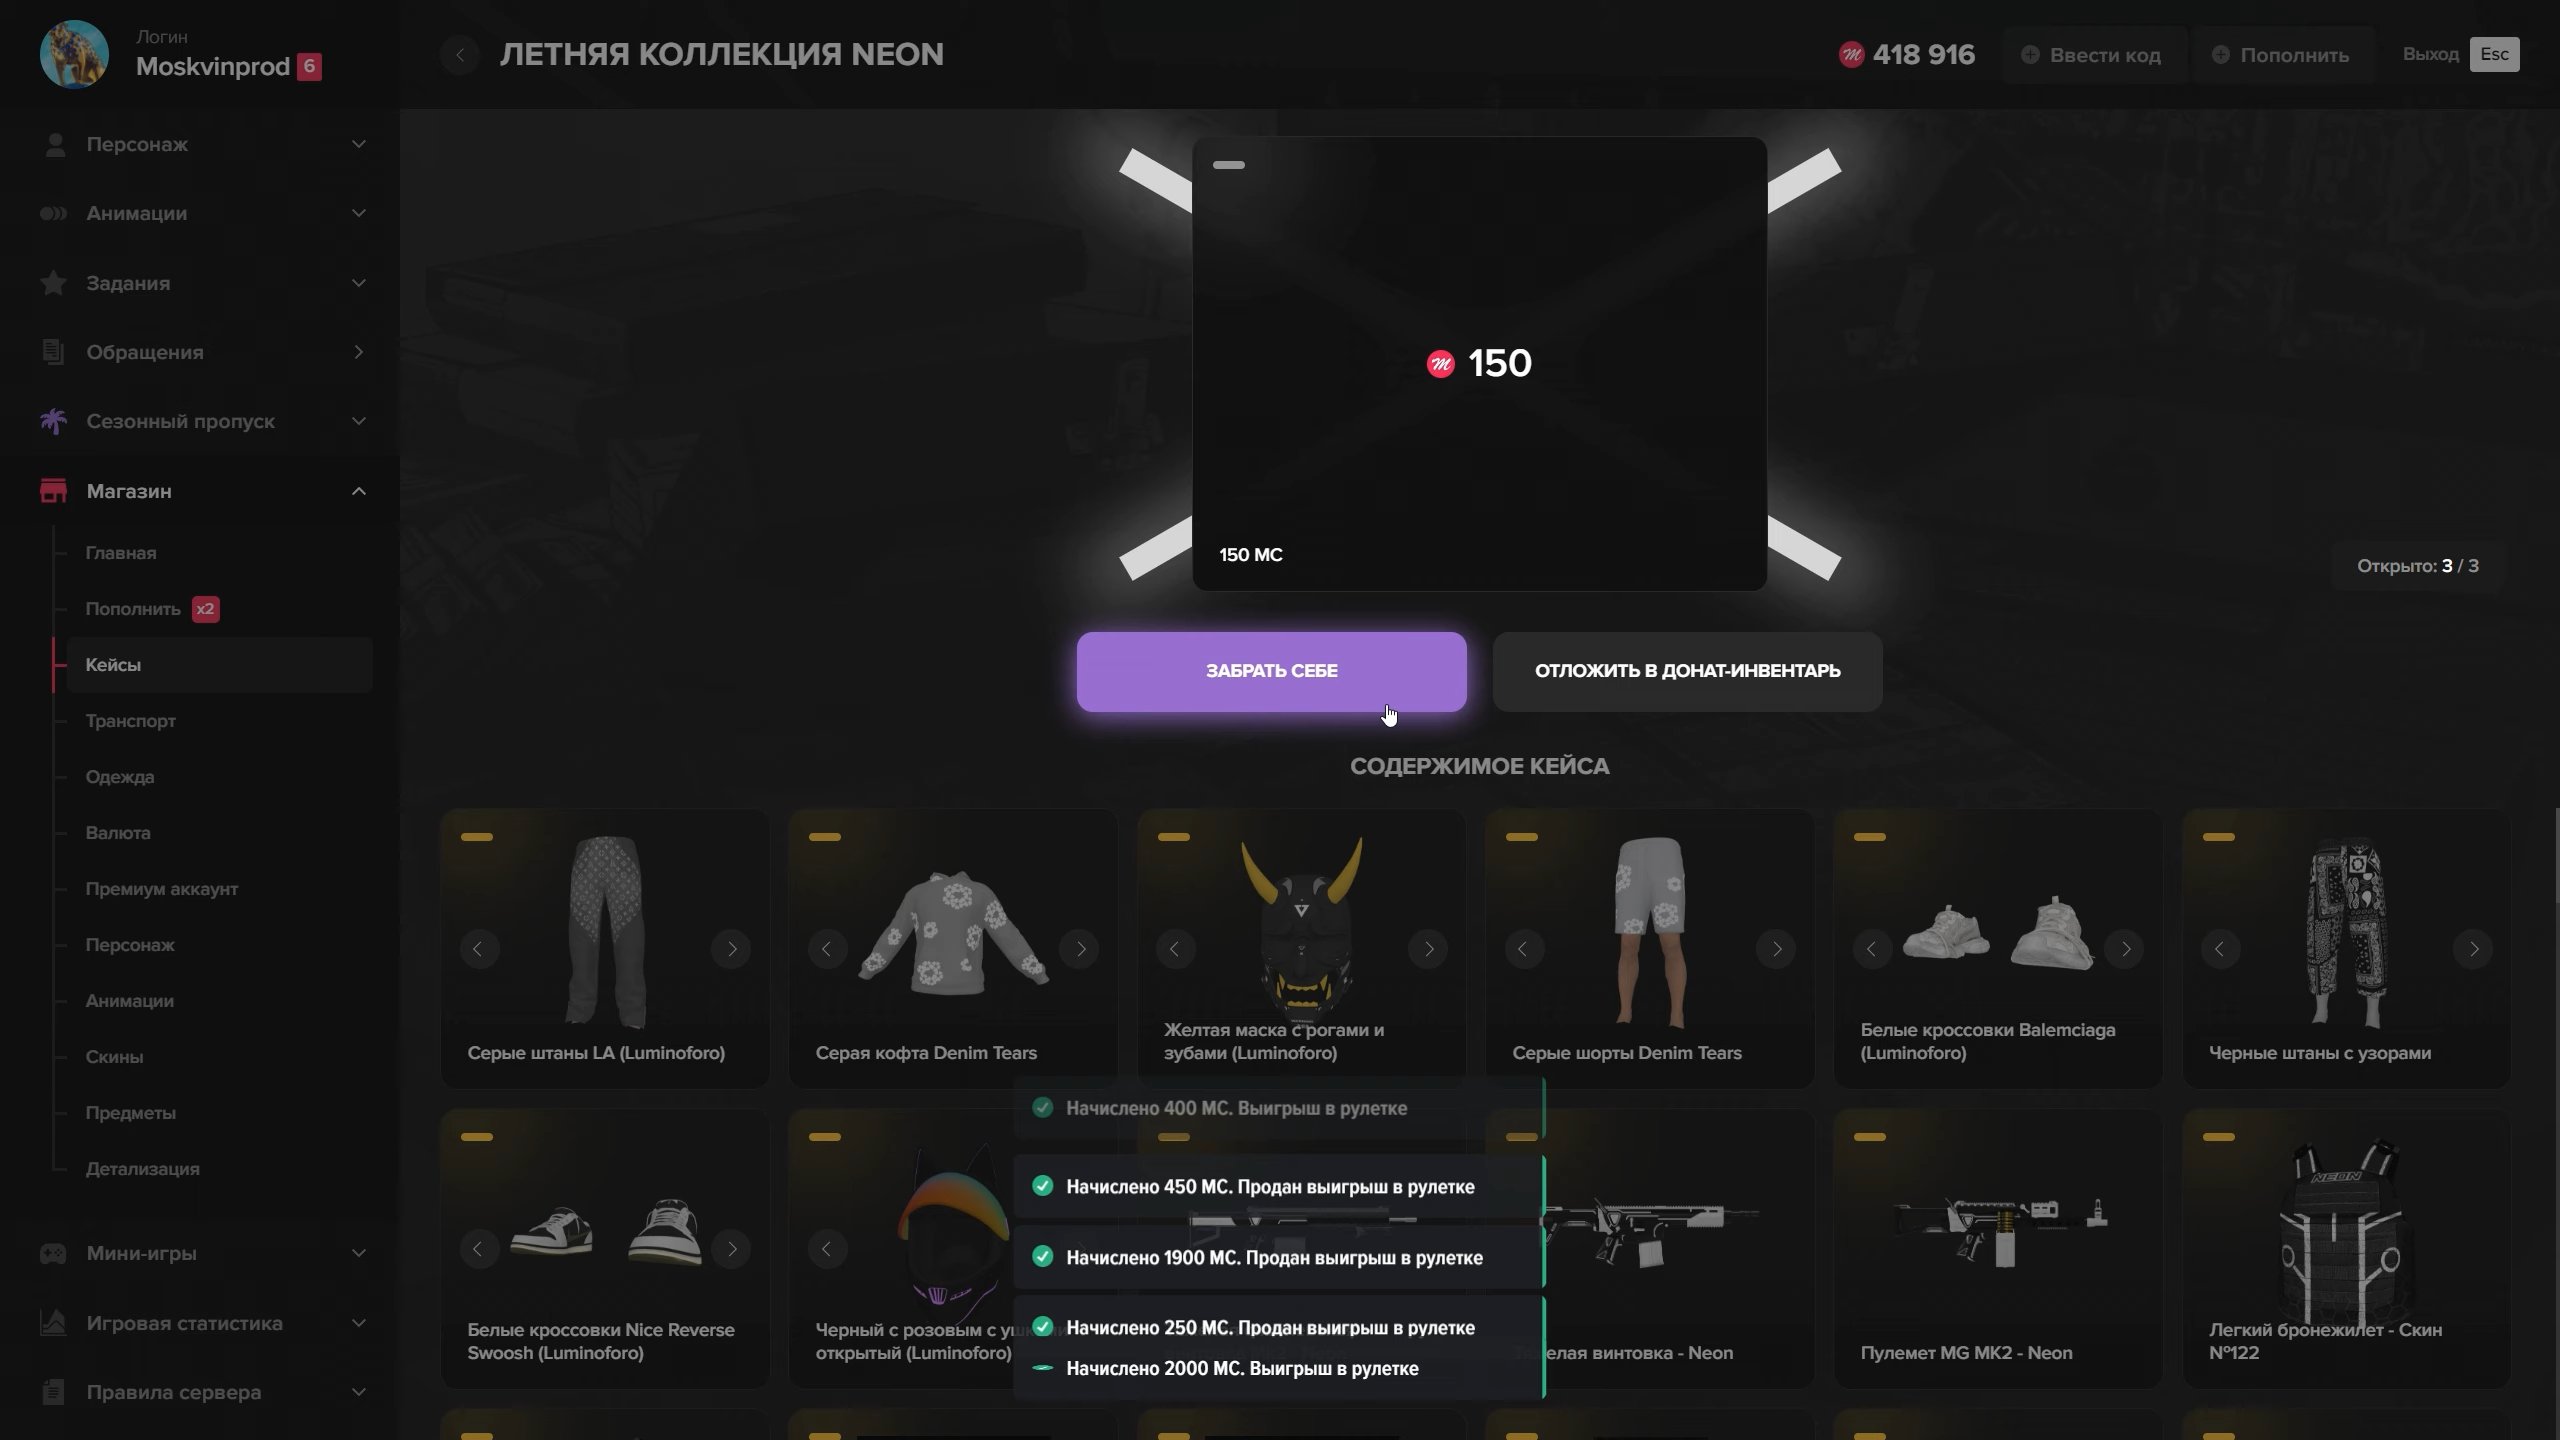 Логин
Moskvinprod 6
ЛЕТНЯЯ КОЛЛЕКЦИЯ NEON
418 916
Ввести код
Пополнить
Выход
Esc
Персонаж
Анимации
Задания
Обращения
Сезонный пропуск
Магазин
Главная
Пополнить x2
Кейсы
Транспорт
Одежда
Валюта
Премиум аккаунт
Персонаж
Анимации
Скины
Предметы
Детализация
Мини-игры
Игровая статистика
Правила сервера
150
150 MC
Открыто: 3 / 3
ЗАБРАТЬ СЕБЕ
ОТЛОЖИТЬ В ДОНАТ-ИНВЕНТАРЬ
СОДЕРЖИМОЕ КЕЙСА
Серые штаны LA (Luminoforo)
Серая кофта Denim Tears
Желтая маска с рогами и
зубами (Luminoforo)
Серые шорты Denim Tears
Белые кроссовки Balemciaga
(Luminoforo)
Черные штаны с узорами
Начислено 400 MC. Выигрыш в рулетке
Начислено 450 MC. Продан выигрыш в рулетке
Начислено 1900 MC. Продан выигрыш в рулетке
Начислено 250 MC. Продан выигрыш в рулетке
Начислено 2000 MC. Выигрыш в рулетке
Белые кроссовки Nice Reverse
Swoosh (Luminoforo)
Черный с розовым с
открытый (Luminoforo)
винтовка - Neon
Пулемет MG MK2 - Neon
NEON
Легкий бронежилет - Скин
№122